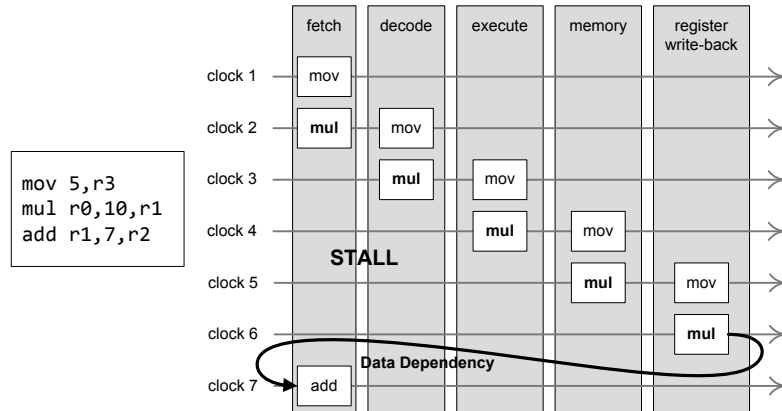 fetch
decode
execute
memory
register
write-back
clock 1
mov
clock 2
mul
mov
mov 5,r3
mul r0,10,r1
add r1,7,r2
clock 3
mul
mov
clock 4
mul
mov
STALL
clock 5
mul
mov
clock 6
mul
Data Dependency
clock 7
add